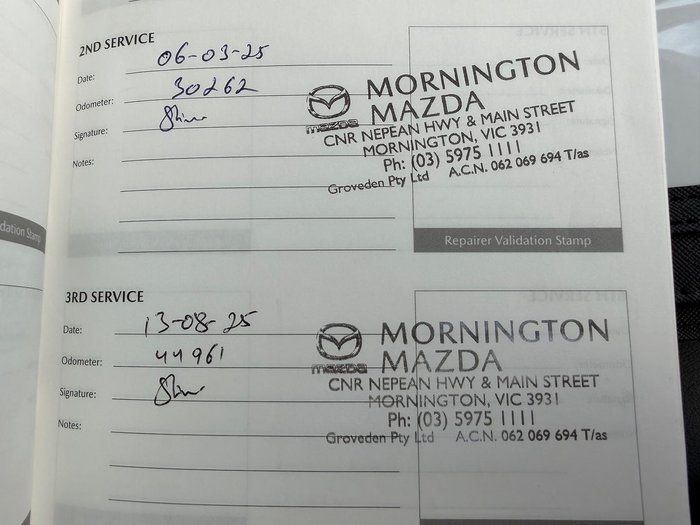 2ND SERVICE
Date: 06-03-25
Odometer: 30262
Signature:
Notes:
MORNINGTON
MAZDA
mazda
CNR NEPEAN HWY & MAIN STREET
MORNINGTON, VIC 3931
Ph: (03) 5975 1111
Groveden Pty Ltd A.C.N. 062 069 694 T/as
Repairer Validation Stamp
dation Stamp
3RD SERVICE
Date: 13-08-25
Odometer: 44961
Signature:
Notes:
MORNINGTON
MAZDA
mazda
CNR NEPEAN HWY & MAIN STREET
MORNINGTON, VIC 3931
Ph: (03) 5975 1111
Groveden Pty Ltd A.C.N. 062 069 694 T/as